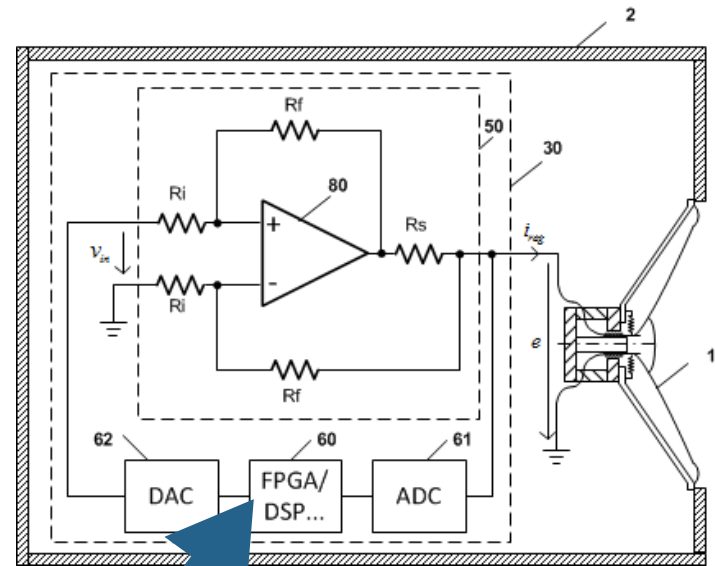 2
Rf
50
30
80
Ri
Rs
i_reg
v_in
+
-
Ri
e
1
Rf
62
60
61
DAC
FPGA/
DSP...
ADC